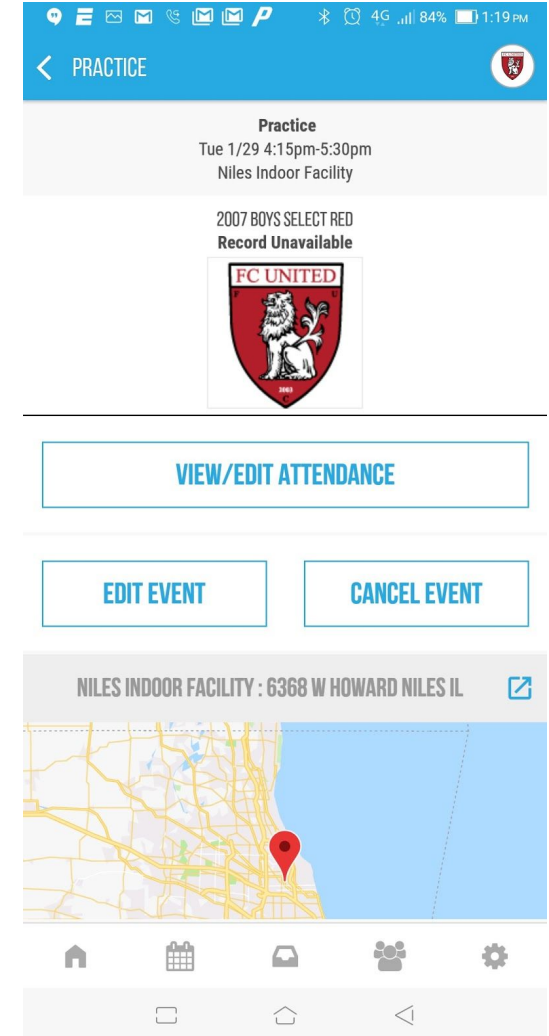 4G 84% 1:19 PM
PRACTICE
Practice
Tue 1/29 4:15pm-5:30pm
Niles Indoor Facility
2007 BOYS SELECT RED
Record Unavailable
FC UNITED
F U
2003
C
VIEW/EDIT ATTENDANCE
EDIT EVENT CANCEL EVENT
NILES INDOOR FACILITY : 6368 W HOWARD NILES IL